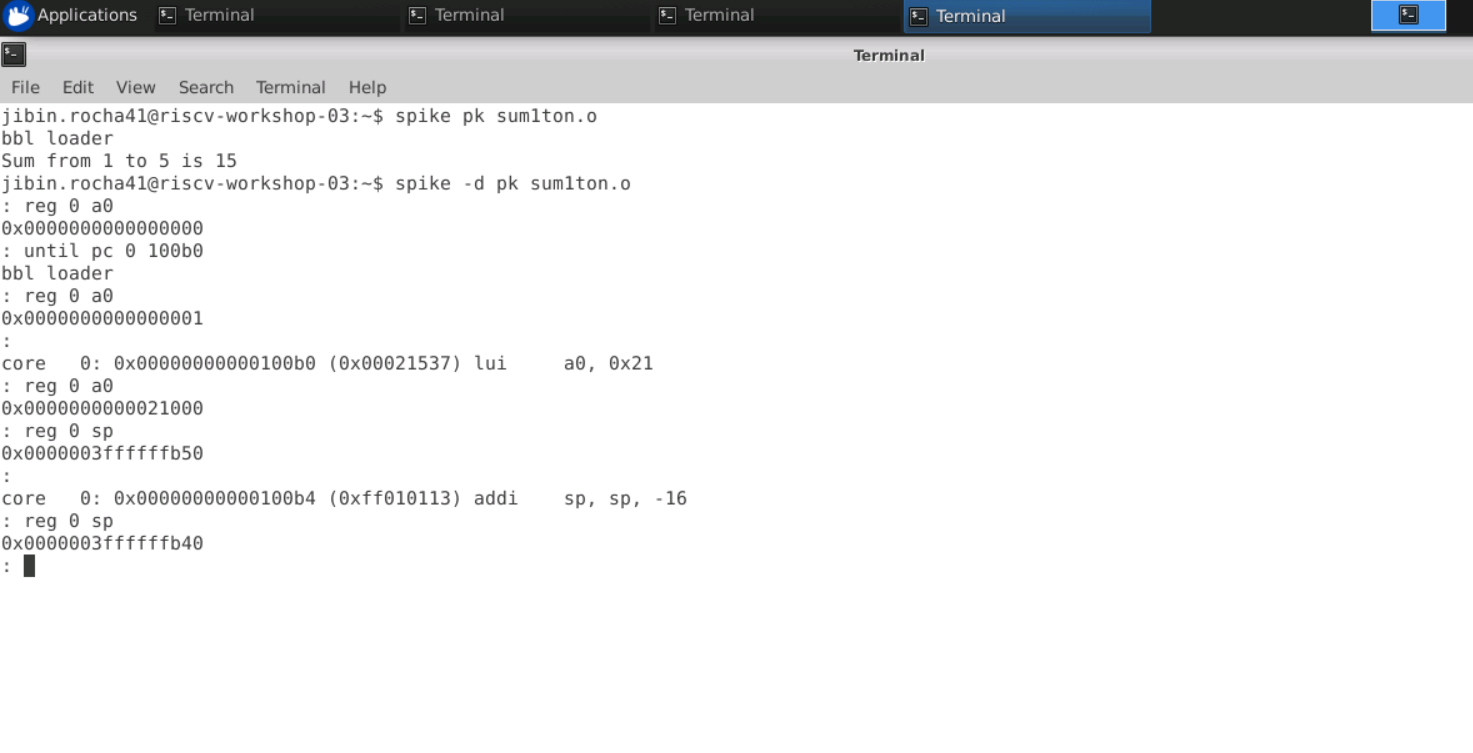 Applications Terminal Terminal Terminal Terminal
Terminal
File Edit View Search Terminal Help
jibin.rocha41@riscv-workshop-03:~$ spike pk sum1ton.o
bbl loader
Sum from 1 to 5 is 15
jibin.rocha41@riscv-workshop-03:~$ spike -d pk sum1ton.o
: reg 0 a0
0x0000000000000000
: until pc 0 100b0
bbl loader
: reg 0 a0
0x0000000000000001
:
core   0: 0x00000000000100b0 (0x00021537) lui     a0, 0x21
: reg 0 a0
0x0000000000021000
: reg 0 sp
0x0000003ffffffb50
:
core   0: 0x00000000000100b4 (0xff010113) addi    sp, sp, -16
: reg 0 sp
0x0000003ffffffb40
: